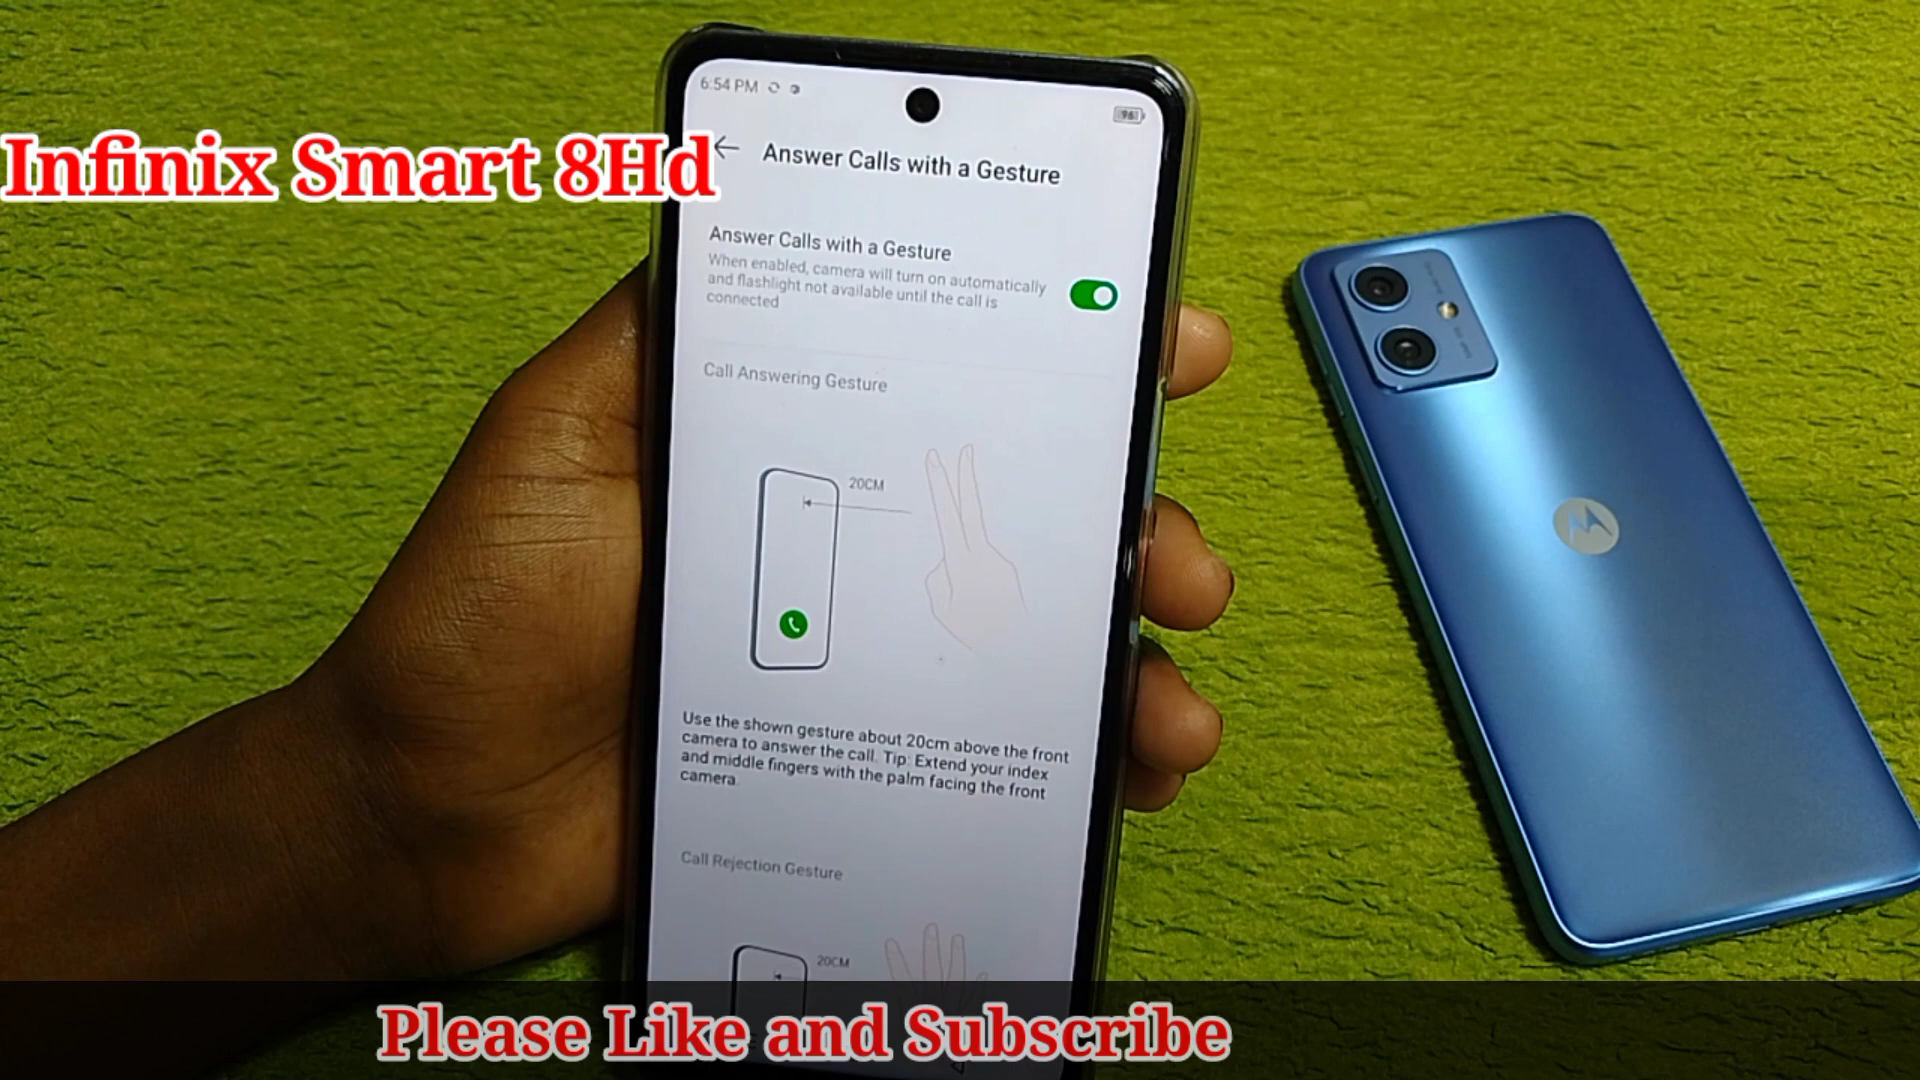 6:54 PM
96
Infinix Smart 8Hd
Answer Calls with a Gesture
Answer Calls with a Gesture
When enabled, camera will turn on automatically
and flashlight not available until the call is
connected
Call Answering Gesture
20CM
Use the shown gesture about 20cm above the front
camera to answer the call. Tip: Extend your index
and middle fingers with the palm facing the front
camera.
Call Rejection Gesture
20CM
Please Like and Subscribe